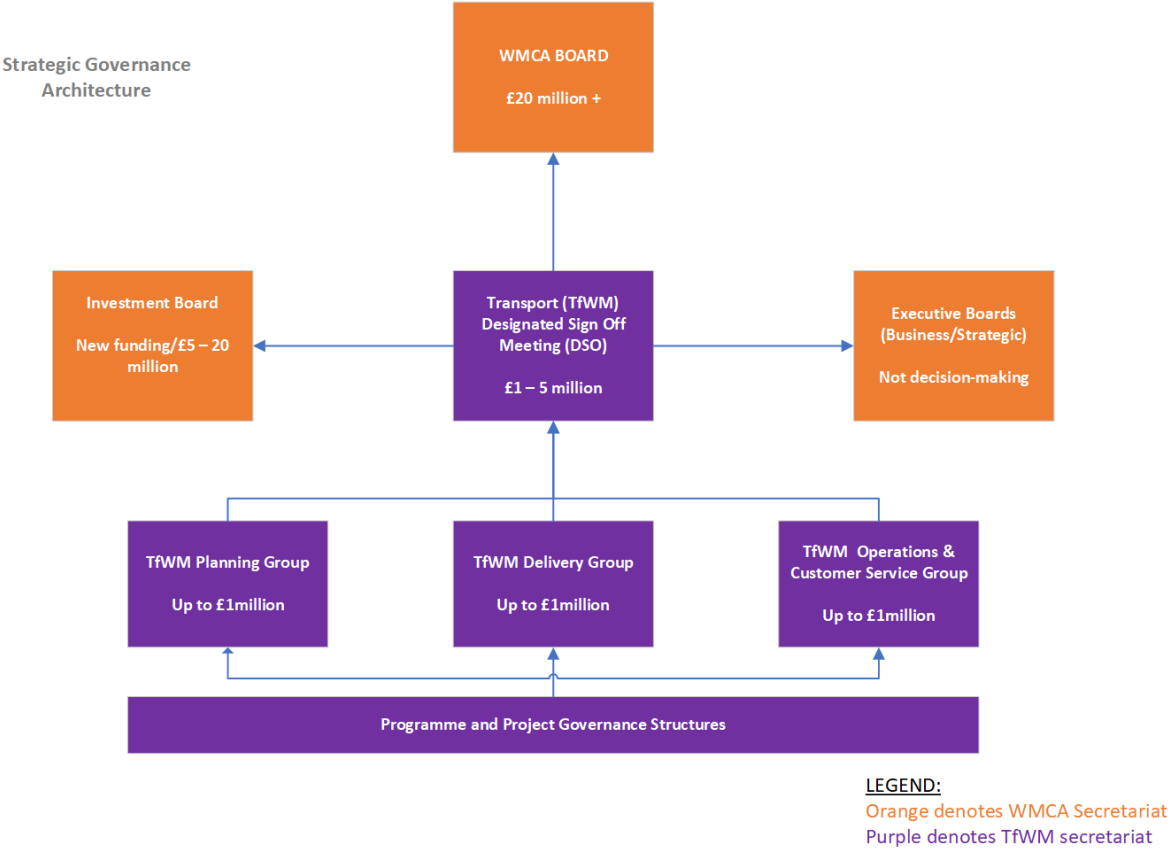 Strategic Governance
Architecture
WMCA BOARD
£20 million +
Investment Board
New funding/£5 – 20
million
Transport (TfWM)
Designated Sign Off
Meeting (DSO)
£1 – 5 million
Executive Boards
(Business/Strategic)
Not decision-making
TfWM Planning Group
Up to £1million
TfWM Delivery Group
Up to £1million
TfWM  Operations &
Customer Service Group
Up to £1million
Programme and Project Governance Structures
LEGEND:
Orange denotes WMCA Secretariat
Purple denotes TfWM secretariat